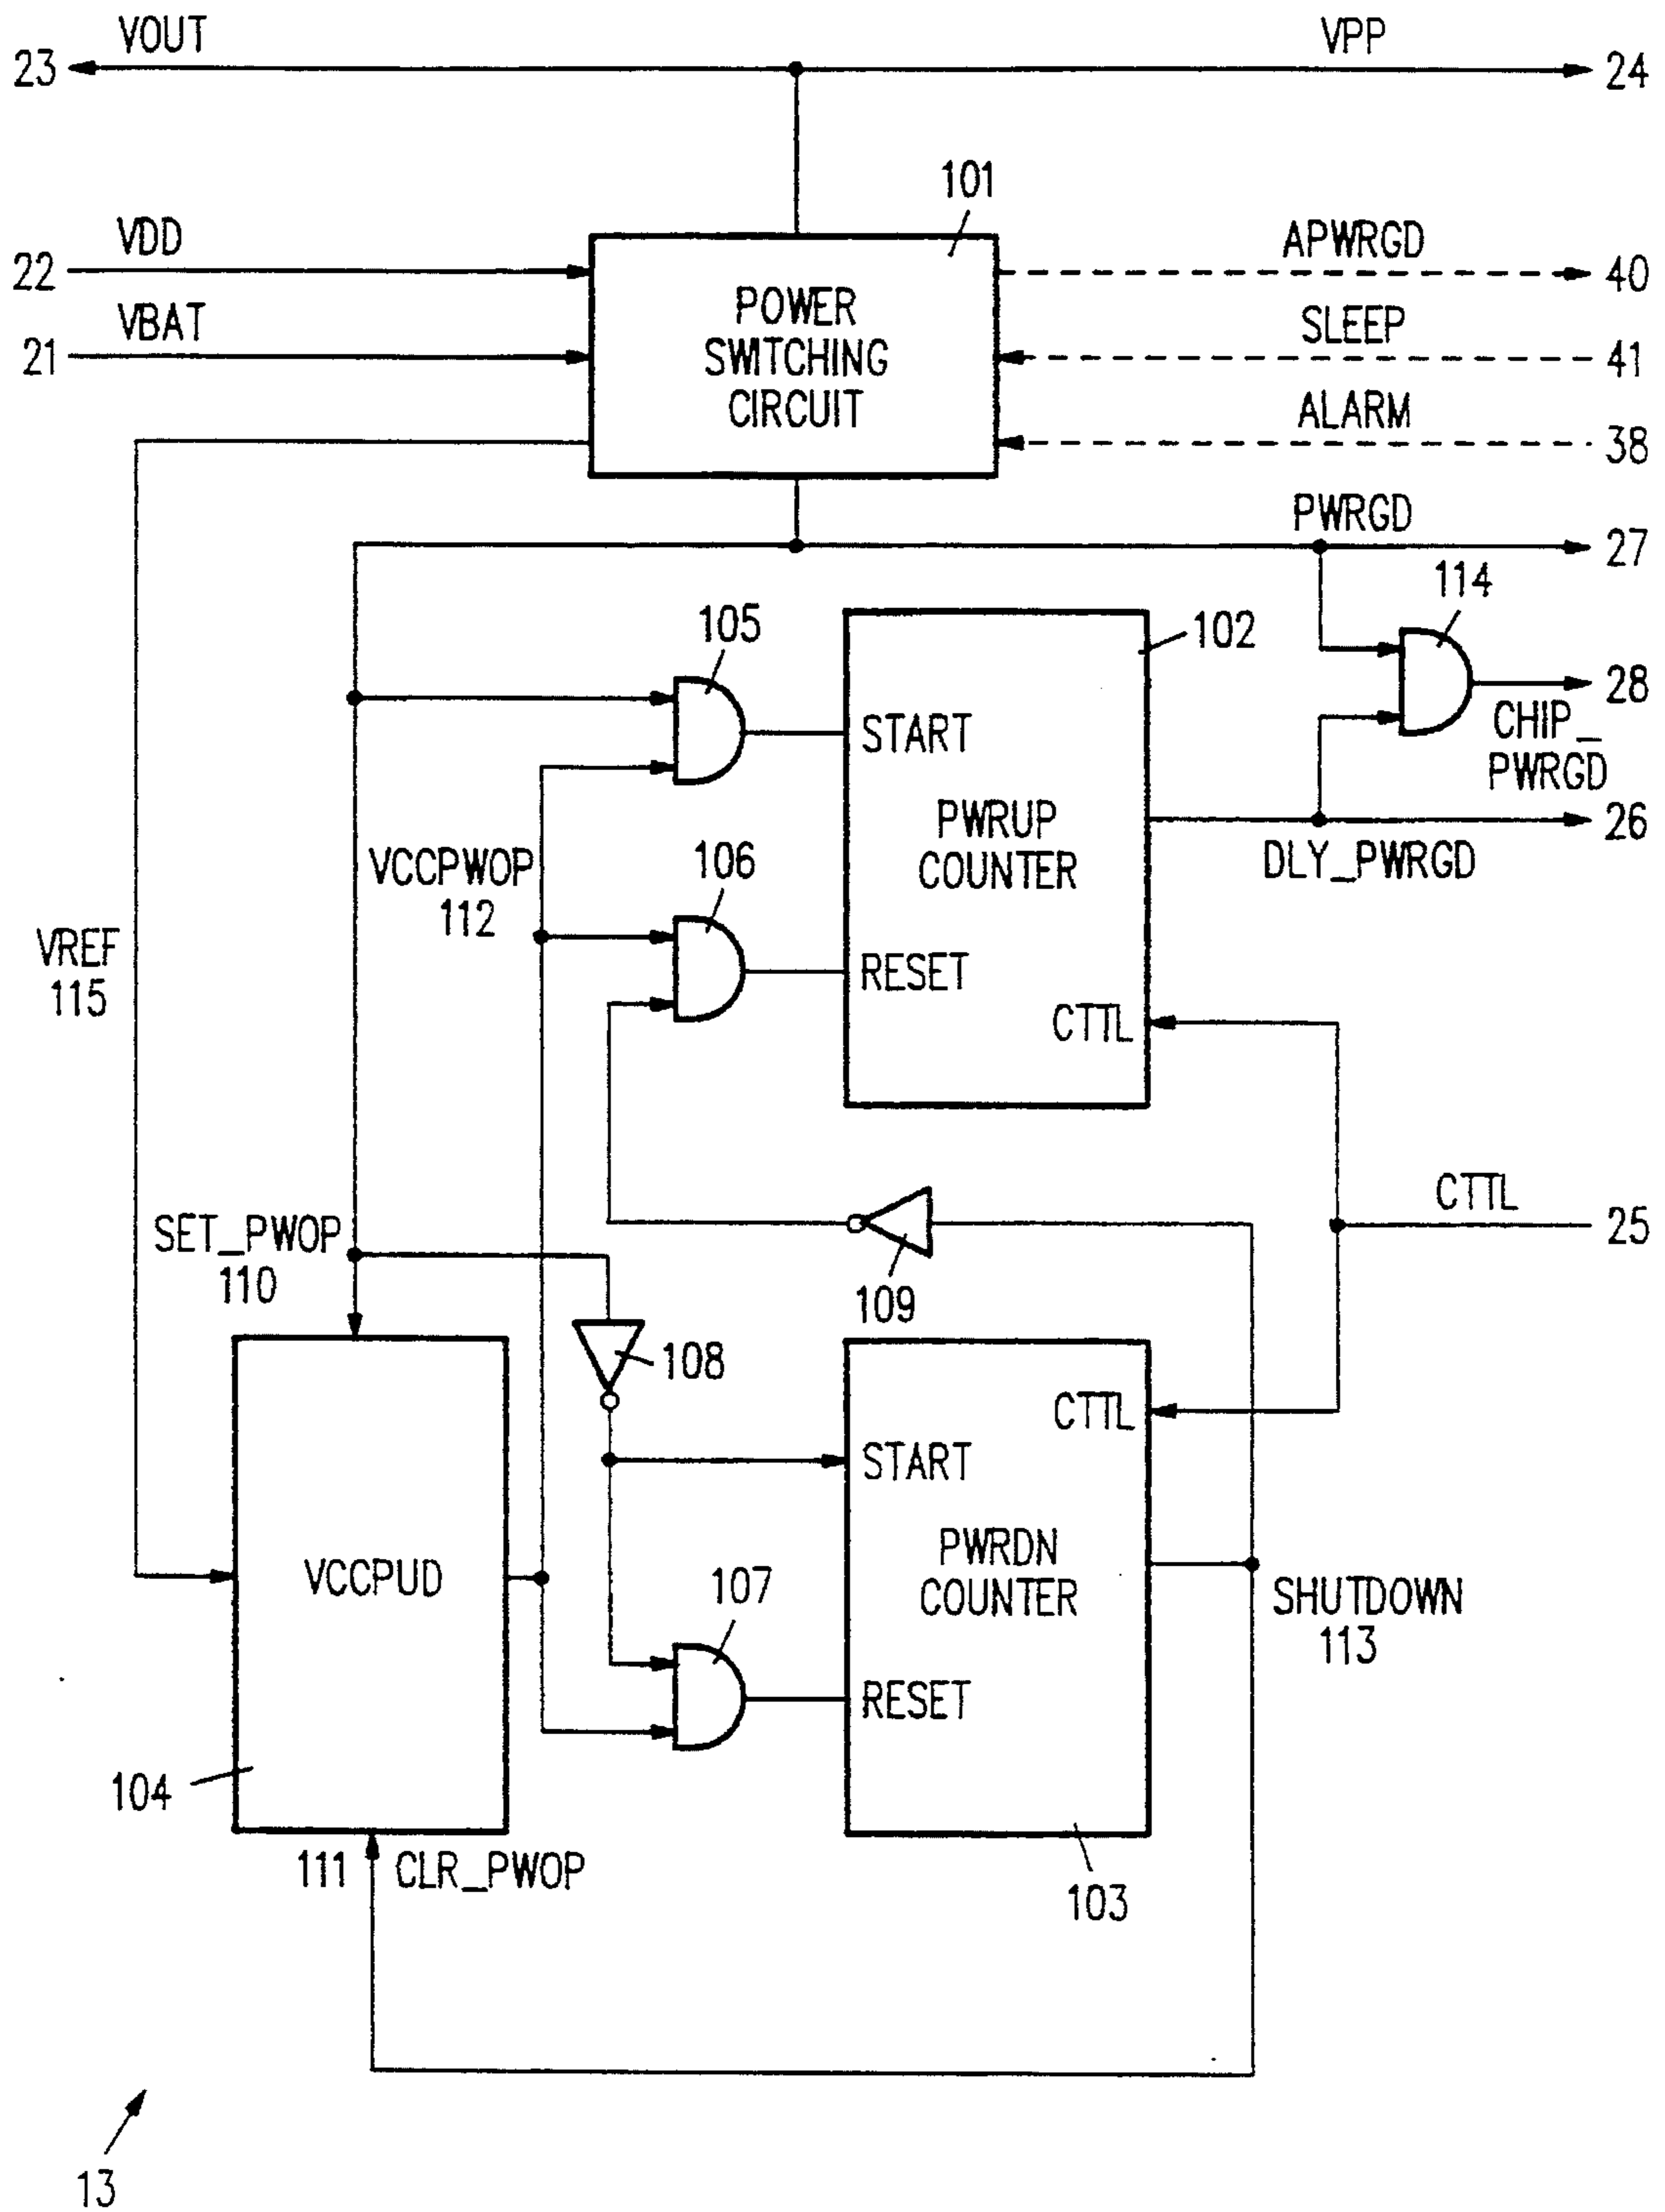 VOUT
VPP
23
24
101
VDD
APWRGD
22
40
POWER
SWITCHING
CIRCUIT
VBAT
SLEEP
21
41
ALARM
38
PWRGD
27
114
105
102
28
START
CHIP_
PWRGD
PWRUP
COUNTER
26
VCCPWOP
112
106
DLY_PWRGD
VREF
115
RESET
CTTL
CTTL
25
SET_PWOP
110
109
108
CTTL
START
VCCPUD
PWRDN
COUNTER
107
SHUTDOWN
113
RESET
104
111
CLR_PWOP
103
13